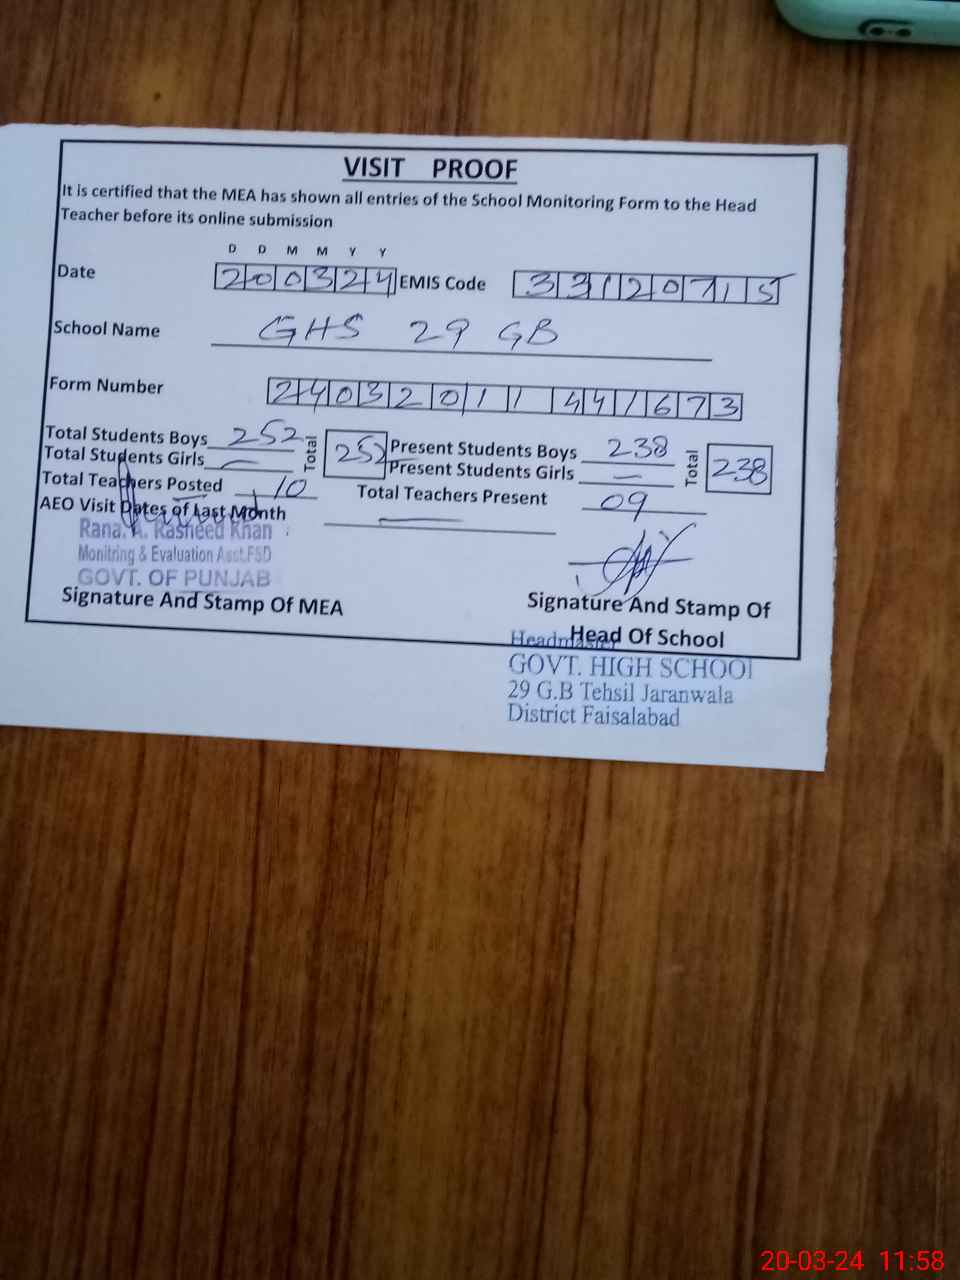 VISIT PROOF
It is certified that the MEA has shown all entries of the School Monitoring Form to the Head
Teacher before its online submission
D D M M Y Y
Date 200324 EMIS Code 33120715
School Name GHS 29 GB
Form Number 24032011441673
Total Students Boys 252 Total 252 Present Students Boys 238 Total 238
Total Students Girls — Present Students Girls —
Total Teachers Posted 10 Total Teachers Present 09
AEO Visit Dates of Last Month —
Rana. A. Rasheed Khan
Monitring & Evaluation Asst.FSD
GOVT. OF PUNJAB
Signature And Stamp Of MEA
Signature And Stamp Of
Head Of School
Headmaster
GOVT. HIGH SCHOOL
29 G.B Tehsil Jaranwala
District Faisalabad
20-03-24 11:58